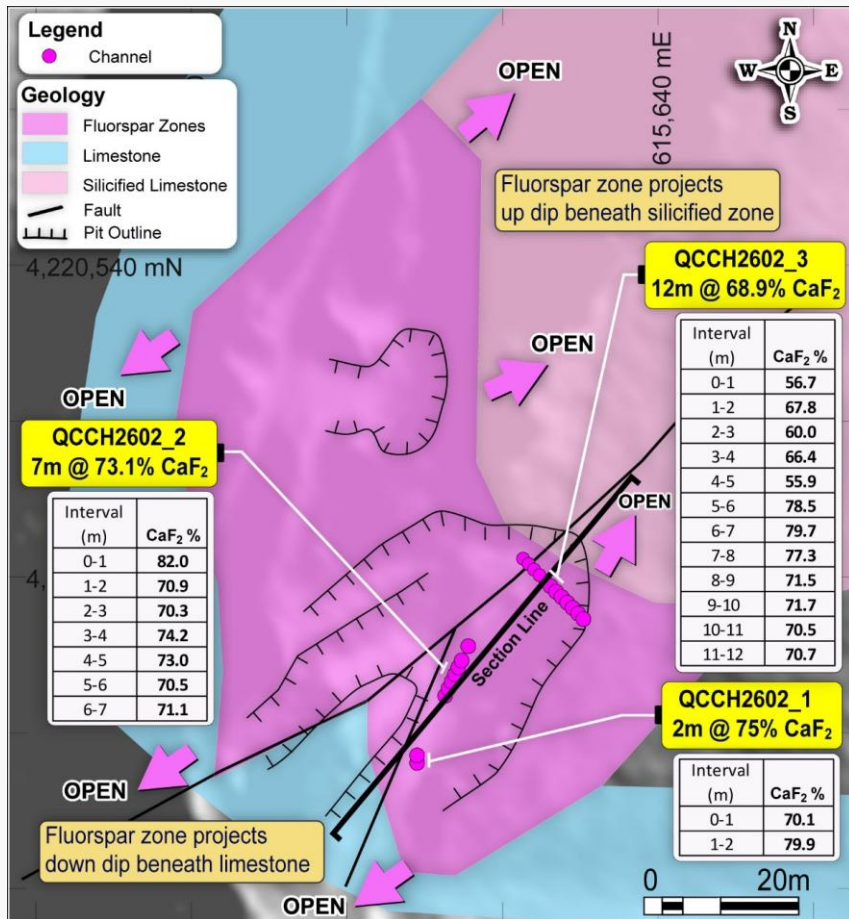 Legend
Channel
Geology
Fluorspar Zones
Limestone
Silicified Limestone
Fault
Pit Outline
N
W E
S
615,640 mE
4,220,540 mN
4,
OPEN
Fluorspar zone projects
up dip beneath silicified zone
QCCH2602_3
12m @ 68.9% CaF₂
Interval (m) CaF₂ %
0-1 56.7
1-2 67.8
2-3 60.0
3-4 66.4
4-5 55.9
5-6 78.5
6-7 79.7
7-8 77.3
8-9 71.5
9-10 71.7
10-11 70.5
11-12 70.7
OPEN
OPEN
QCCH2602_2
7m @ 73.1% CaF₂
Interval (m) CaF₂ %
0-1 82.0
1-2 70.9
2-3 70.3
3-4 74.2
4-5 73.0
5-6 70.5
6-7 71.1
OPEN
Section Line
QCCH2602_1
2m @ 75% CaF₂
Interval (m) CaF₂ %
0-1 70.1
1-2 79.9
OPEN
Fluorspar zone projects
down dip beneath limestone
OPEN
0 20m